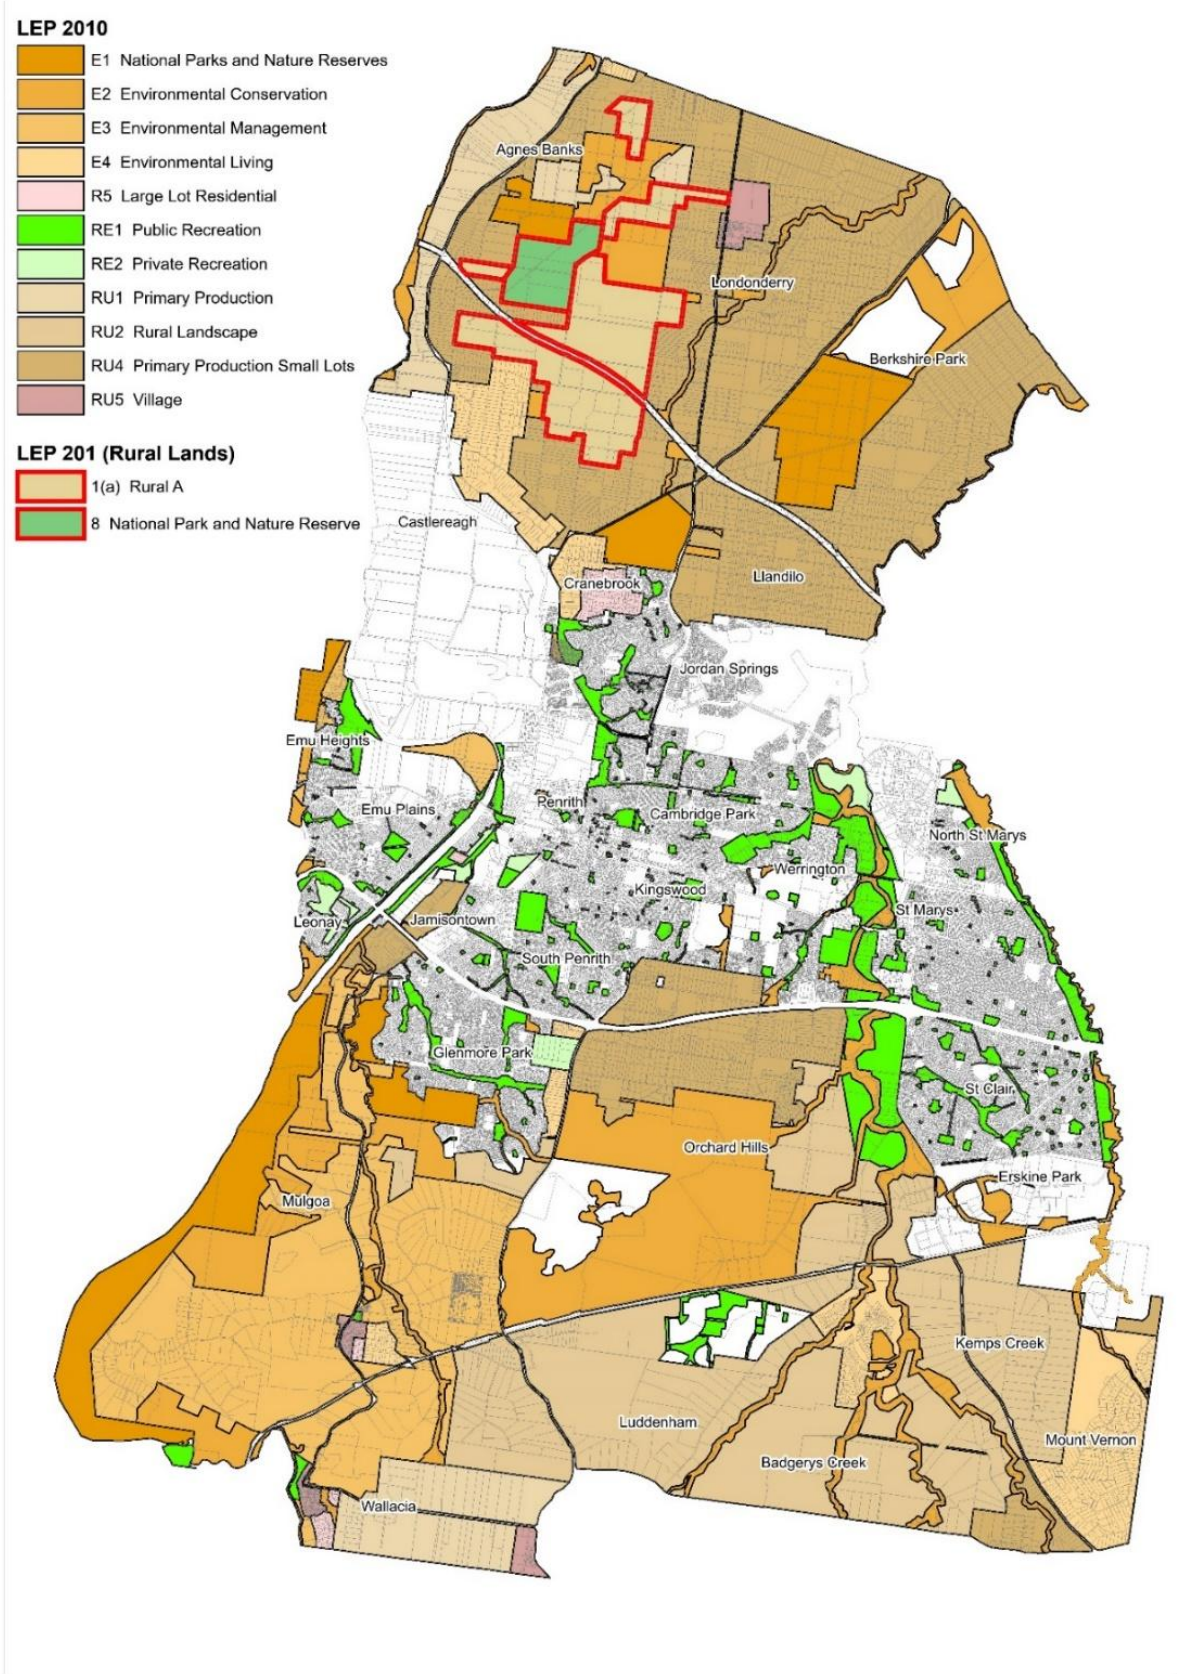 LEP 2010
E1 National Parks and Nature Reserves
E2 Environmental Conservation
E3 Environmental Management
E4 Environmental Living
R5 Large Lot Residential
RE1 Public Recreation
RE2 Private Recreation
RU1 Primary Production
RU2 Rural Landscape
RU4 Primary Production Small Lots
RU5 Village
LEP 201 (Rural Lands)
1(a) Rural A
8 National Park and Nature Reserve
Agnes Banks
Londonderry
Berkshire Park
Castlereagh
Llandilo
Cranebrook
Jordan Springs
Emu Heights
Penrith
Emu Plains
Cambridge Park
North St Marys
Werrington
Kingswood
St Marys
Leonay
Jamisontown
South Penrith
Glenmore Park
St Clair
Orchard Hills
Erskine Park
Mulgoa
Kemps Creek
Luddenham
Mount Vernon
Badgerys Creek
Wallacia